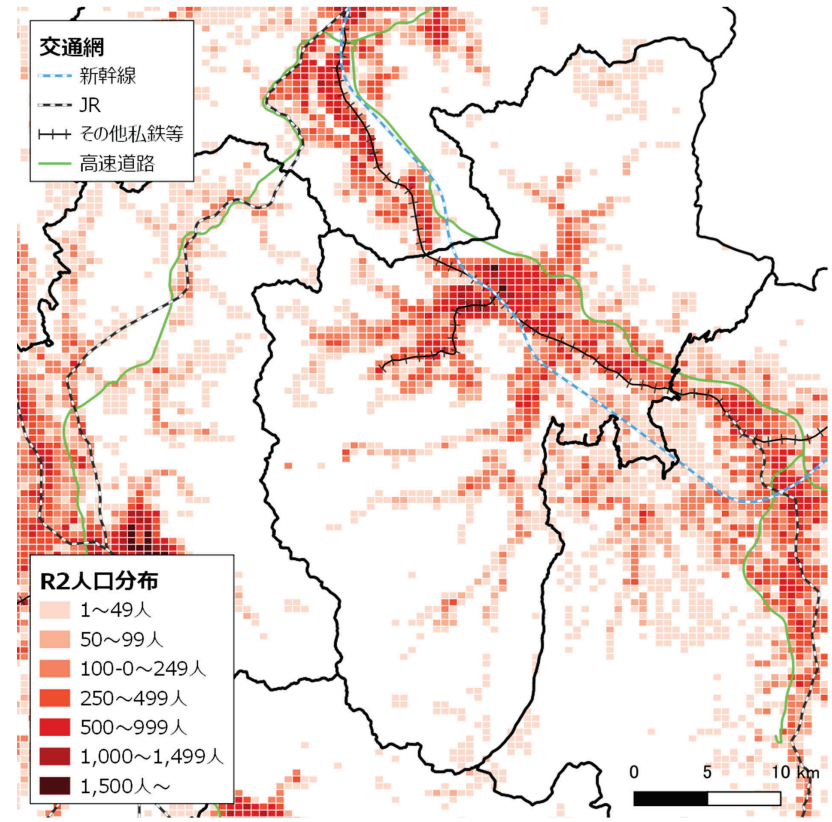 交通網
新幹線
JR
その他私鉄等
高速道路
R2人口分布
1～49人
50～99人
100-0～249人
250～499人
500～999人
1,000～1,499人
1,500人～
0 5 10 km